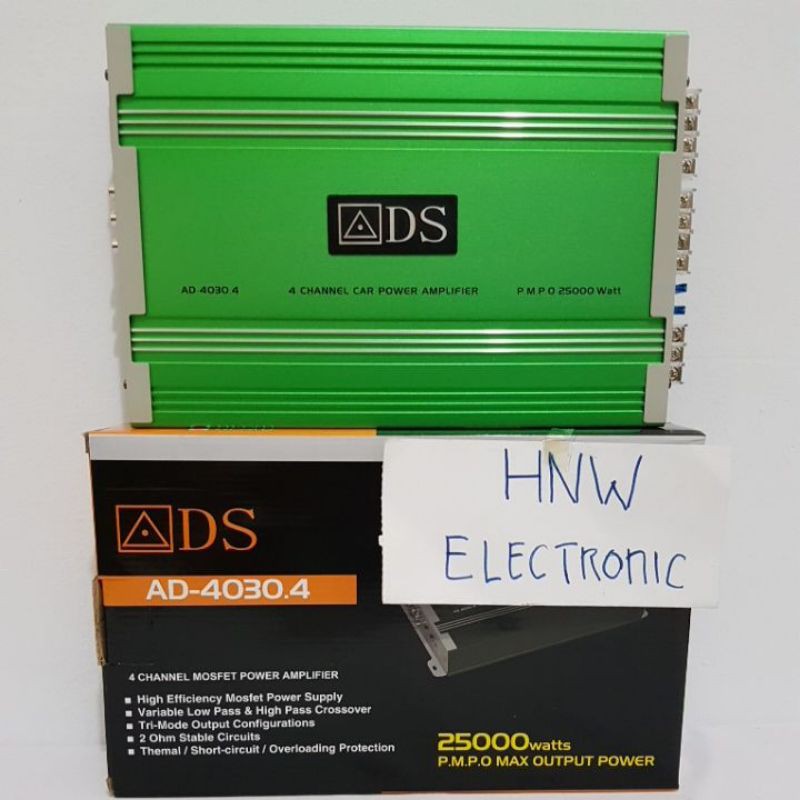 ADS
AD-4030.4 4 CHANNEL CAR POWER AMPLIFIER P.M.P.O 25000 Watt
HNW
ELECTRONIC
ADS
AD-4030.4
4 CHANNEL MOSFET POWER AMPLIFIER
High Efficiency Mosfet Power Supply
Variable Low Pass & High Pass Crossover
Tri-Mode Output Configurations
2 Ohm Stable Circuits
Themal / Short-circuit / Overloading Protection
25000watts
P.M.P.O MAX OUTPUT POWER